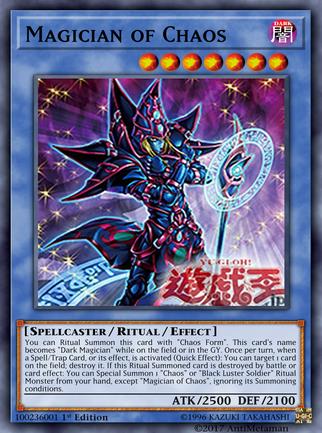 Magician of Chaos
DARK
闇
YU-GI-OH!
遊戯王
[Spellcaster / Ritual / Effect]
You can Ritual Summon this card with "Chaos Form". This card's name
becomes "Dark Magician" while on the field or in the GY. Once per turn, when
a Spell/Trap Card, or its effect, is activated (Quick Effect): You can target 1 card
on the field; destroy it. If this Ritual Summoned card is destroyed by battle or
card effect: You can Special Summon 1 "Chaos" or "Black Luster Soldier" Ritual
Monster from your hand, except "Magician of Chaos", ignoring its Summoning
conditions.
ATK/2500 DEF/2100
100236001 1st Edition
©1996 KAZUKI TAKAHASHI
©2017 AntiMetaman